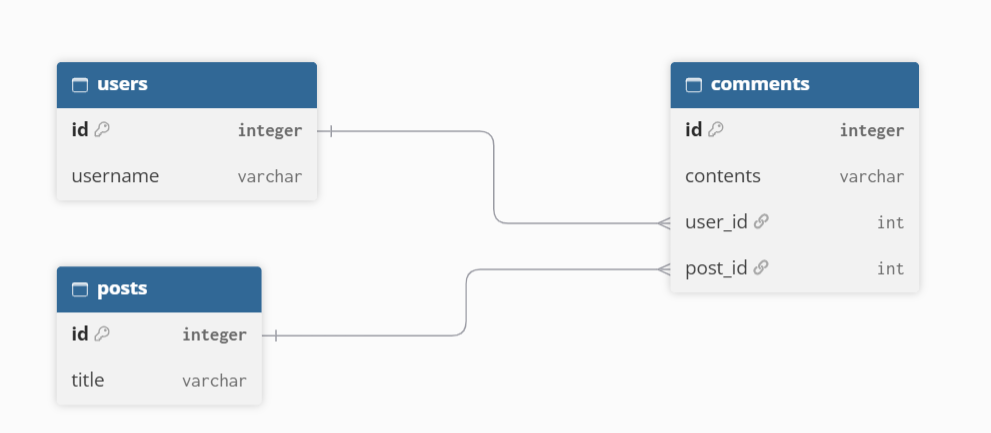 users
id integer
username varchar
posts
id integer
title varchar
comments
id integer
contents varchar
user_id int
post_id int